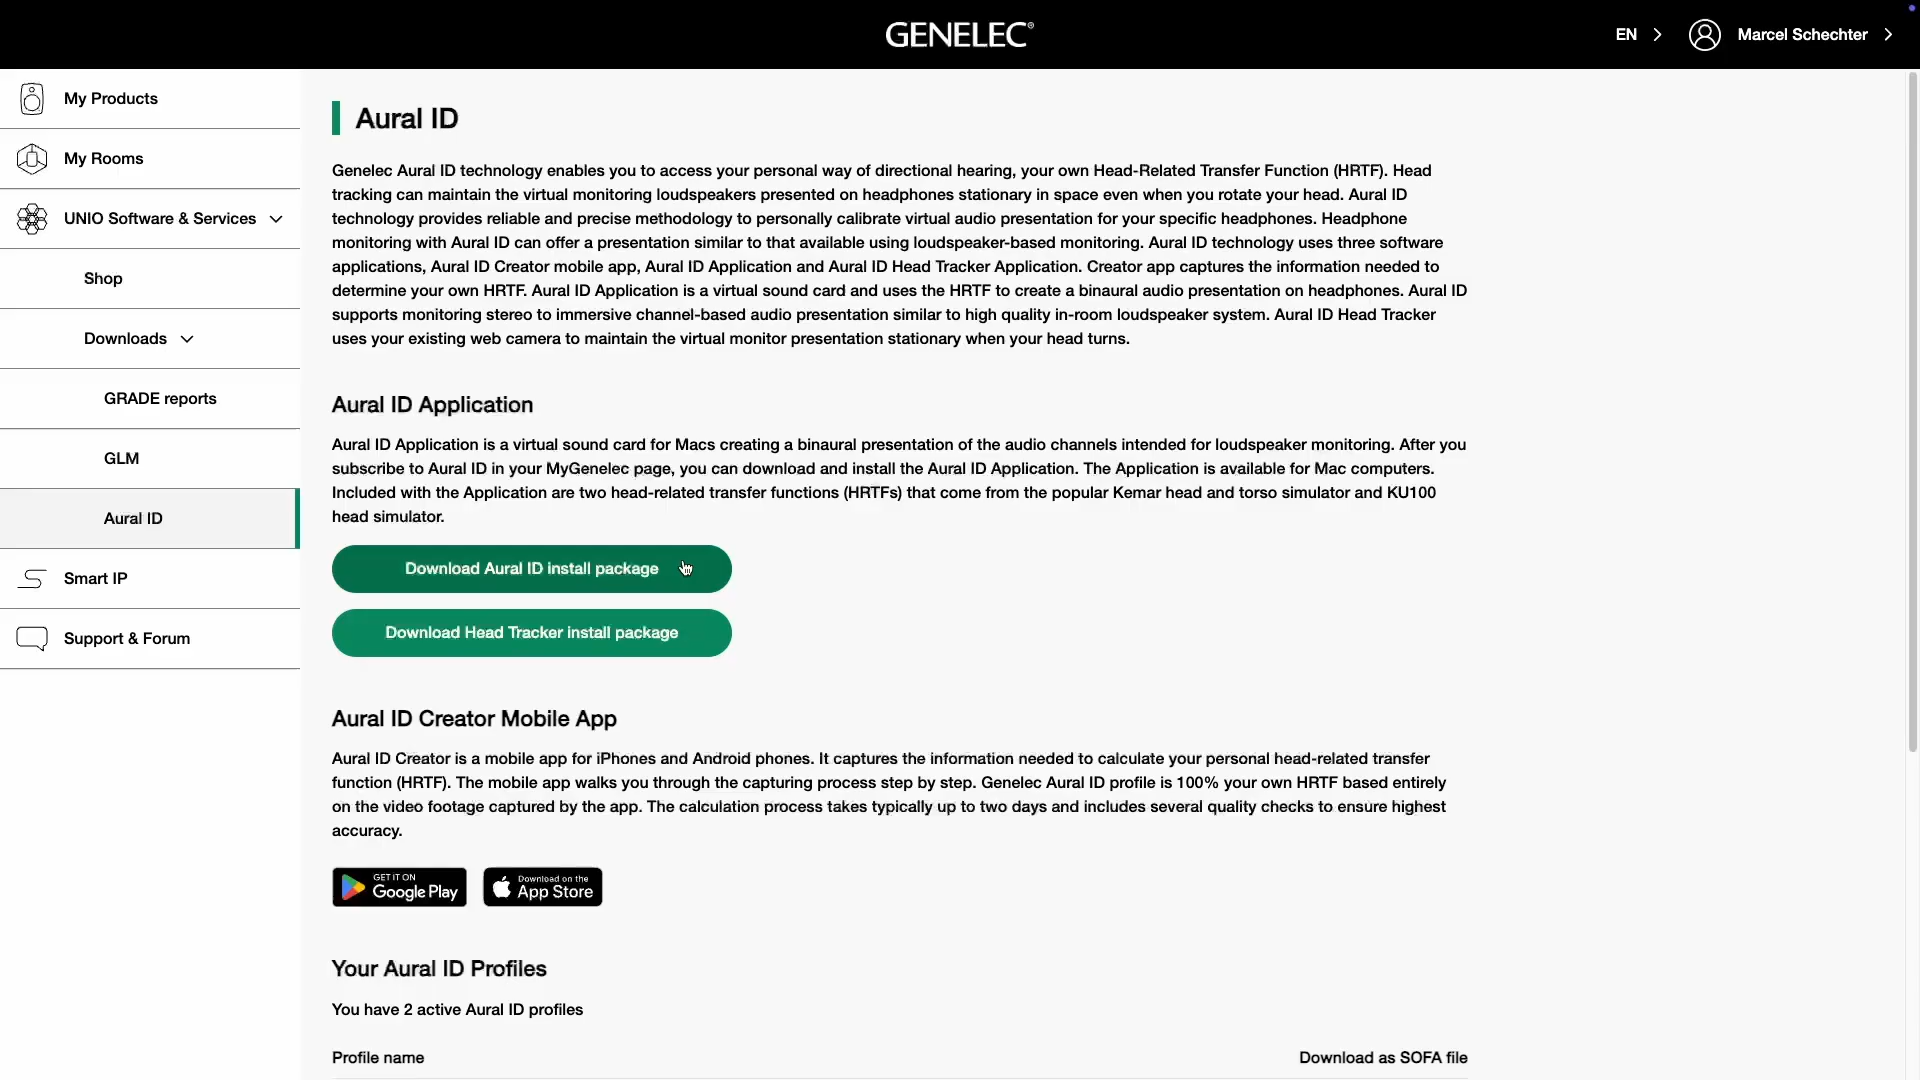 GENELEC®
EN
Marcel Schechter
My Products
My Rooms
UNIO Software & Services
Shop
Downloads
GRADE reports
GLM
Aural ID
Smart IP
Support & Forum
Aural ID
Genelec Aural ID technology enables you to access your personal way of directional hearing, your own Head-Related Transfer Function (HRTF). Head
tracking can maintain the virtual monitoring loudspeakers presented on headphones stationary in space even when you rotate your head. Aural ID
technology provides reliable and precise methodology to personally calibrate virtual audio presentation for your specific headphones. Headphone
monitoring with Aural ID can offer a presentation similar to that available using loudspeaker-based monitoring. Aural ID technology uses three software
applications, Aural ID Creator mobile app, Aural ID Application and Aural ID Head Tracker Application. Creator app captures the information needed to
determine your own HRTF. Aural ID Application is a virtual sound card and uses the HRTF to create a binaural audio presentation on headphones. Aural ID
supports monitoring stereo to immersive channel-based audio presentation similar to high quality in-room loudspeaker system. Aural ID Head Tracker
uses your existing web camera to maintain the virtual monitor presentation stationary when your head turns.
Aural ID Application
Aural ID Application is a virtual sound card for Macs creating a binaural presentation of the audio channels intended for loudspeaker monitoring. After you
subscribe to Aural ID in your MyGenelec page, you can download and install the Aural ID Application. The Application is available for Mac computers.
Included with the Application are two head-related transfer functions (HRTFs) that come from the popular Kemar head and torso simulator and KU100
head simulator.
Download Aural ID install package
Download Head Tracker install package
Aural ID Creator Mobile App
Aural ID Creator is a mobile app for iPhones and Android phones. It captures the information needed to calculate your personal head-related transfer
function (HRTF). The mobile app walks you through the capturing process step by step. Genelec Aural ID profile is 100% your own HRTF based entirely
on the video footage captured by the app. The calculation process takes typically up to two days and includes several quality checks to ensure highest
accuracy.
GET IT ON
Google Play
Download on the
App Store
Your Aural ID Profiles
You have 2 active Aural ID profiles
Profile name
Download as SOFA file